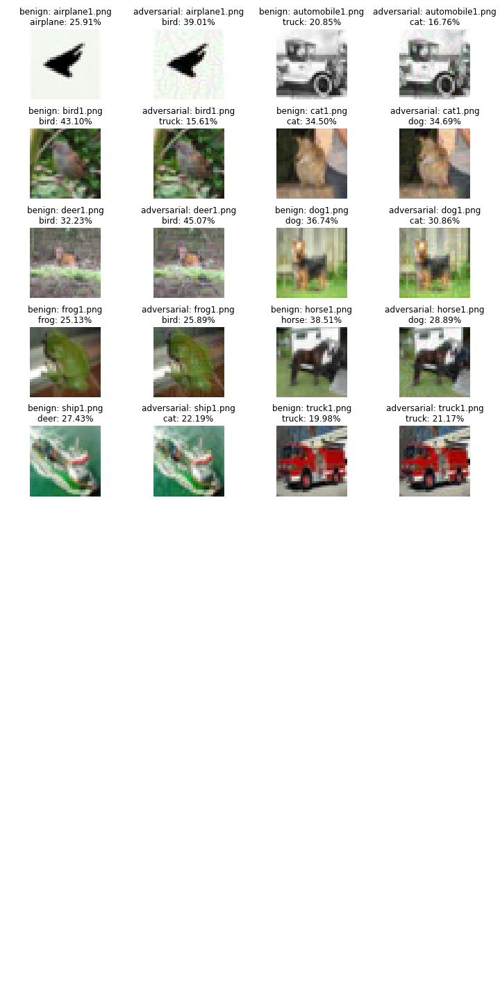 benign: airplane1.png
airplane: 25.91%
adversarial: airplane1.png
bird: 39.01%
benign: automobile1.png
truck: 20.85%
adversarial: automobile1.png
cat: 16.76%
benign: bird1.png
bird: 43.10%
adversarial: bird1.png
truck: 15.61%
benign: cat1.png
cat: 34.50%
adversarial: cat1.png
dog: 34.69%
benign: deer1.png
bird: 32.23%
adversarial: deer1.png
bird: 45.07%
benign: dog1.png
dog: 36.74%
adversarial: dog1.png
cat: 30.86%
benign: frog1.png
frog: 25.13%
adversarial: frog1.png
bird: 25.89%
benign: horse1.png
horse: 38.51%
adversarial: horse1.png
dog: 28.89%
benign: ship1.png
deer: 27.43%
adversarial: ship1.png
cat: 22.19%
benign: truck1.png
truck: 19.98%
adversarial: truck1.png
truck: 21.17%